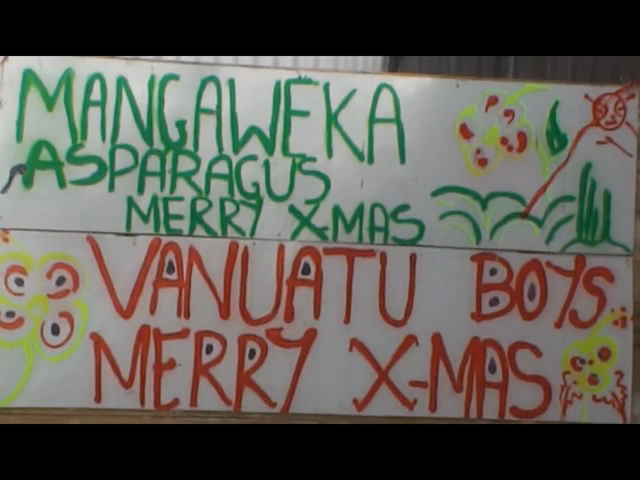 MANGAWEKA
ASPARAGUS
MERRY X-MAS
VANUATU BOYS
MERRY X-MAS